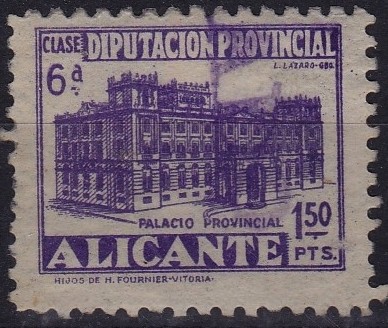 CLASE DIPUTACION PROVINCIAL
6ª
L. LAZARO-GBO.
PALACIO PROVINCIAL
1'50
PTS.
ALICANTE
HIJOS DE H. FOURNIER-VITORIA-